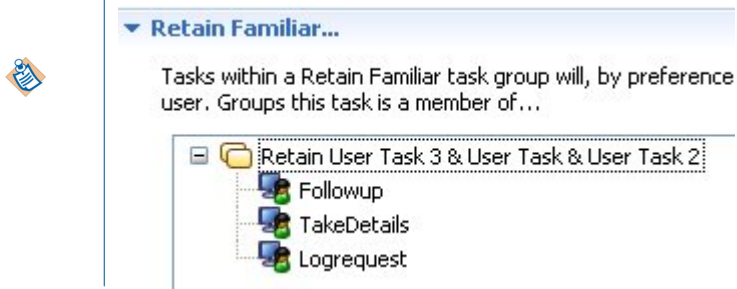 Retain Familiar...
Tasks within a Retain Familiar task group will, by preference
user. Groups this task is a member of...
Retain User Task 3 & User Task & User Task 2
Followup
TakeDetails
Logrequest